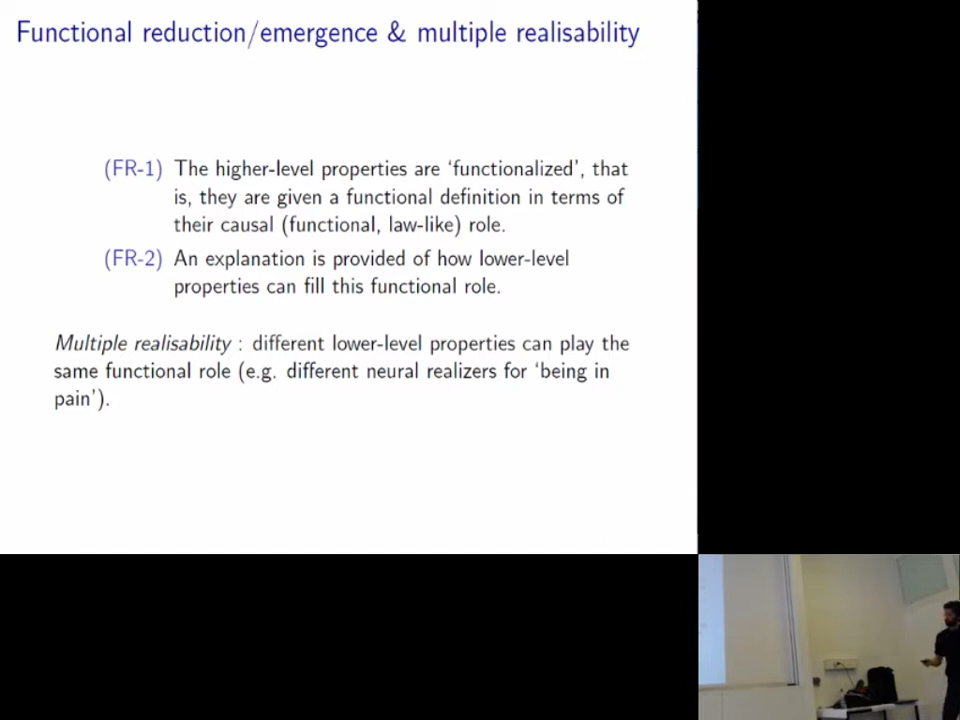 Functional reduction/emergence & multiple realisability
(FR-1) The higher-level properties are ‘functionalized’, that
is, they are given a functional definition in terms of
their causal (functional, law-like) role.
(FR-2) An explanation is provided of how lower-level
properties can fill this functional role.
Multiple realisability : different lower-level properties can play the
same functional role (e.g. different neural realizers for ‘being in
pain’).